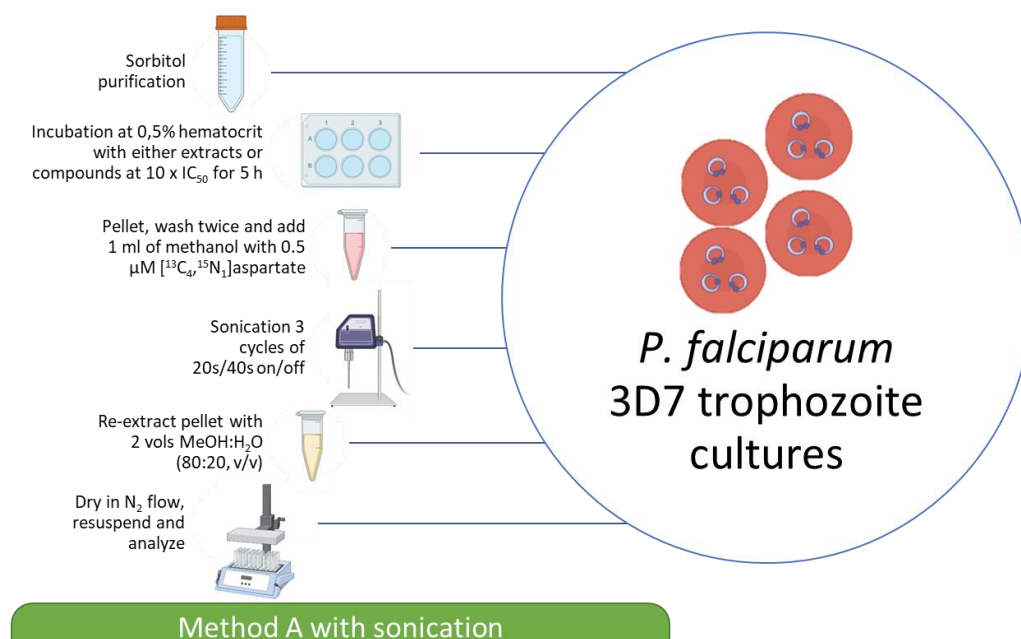 Sorbitol
purification
Incubation at 0,5% hematocrit
with either extracts or
compounds at 10 x IC₅₀ for 5 h
Pellet, wash twice and add
1 ml of methanol with 0.5
µM [¹³C₄,¹⁵N₁]aspartate
Sonication 3
cycles of
20s/40s on/off
Re-extract pellet with
2 vols MeOH:H₂O
(80:20, v/v)
Dry in N₂ flow,
resuspend and
analyze
1 2 3
A
B
P. falciparum
3D7 trophozoite
cultures
Method A with sonication